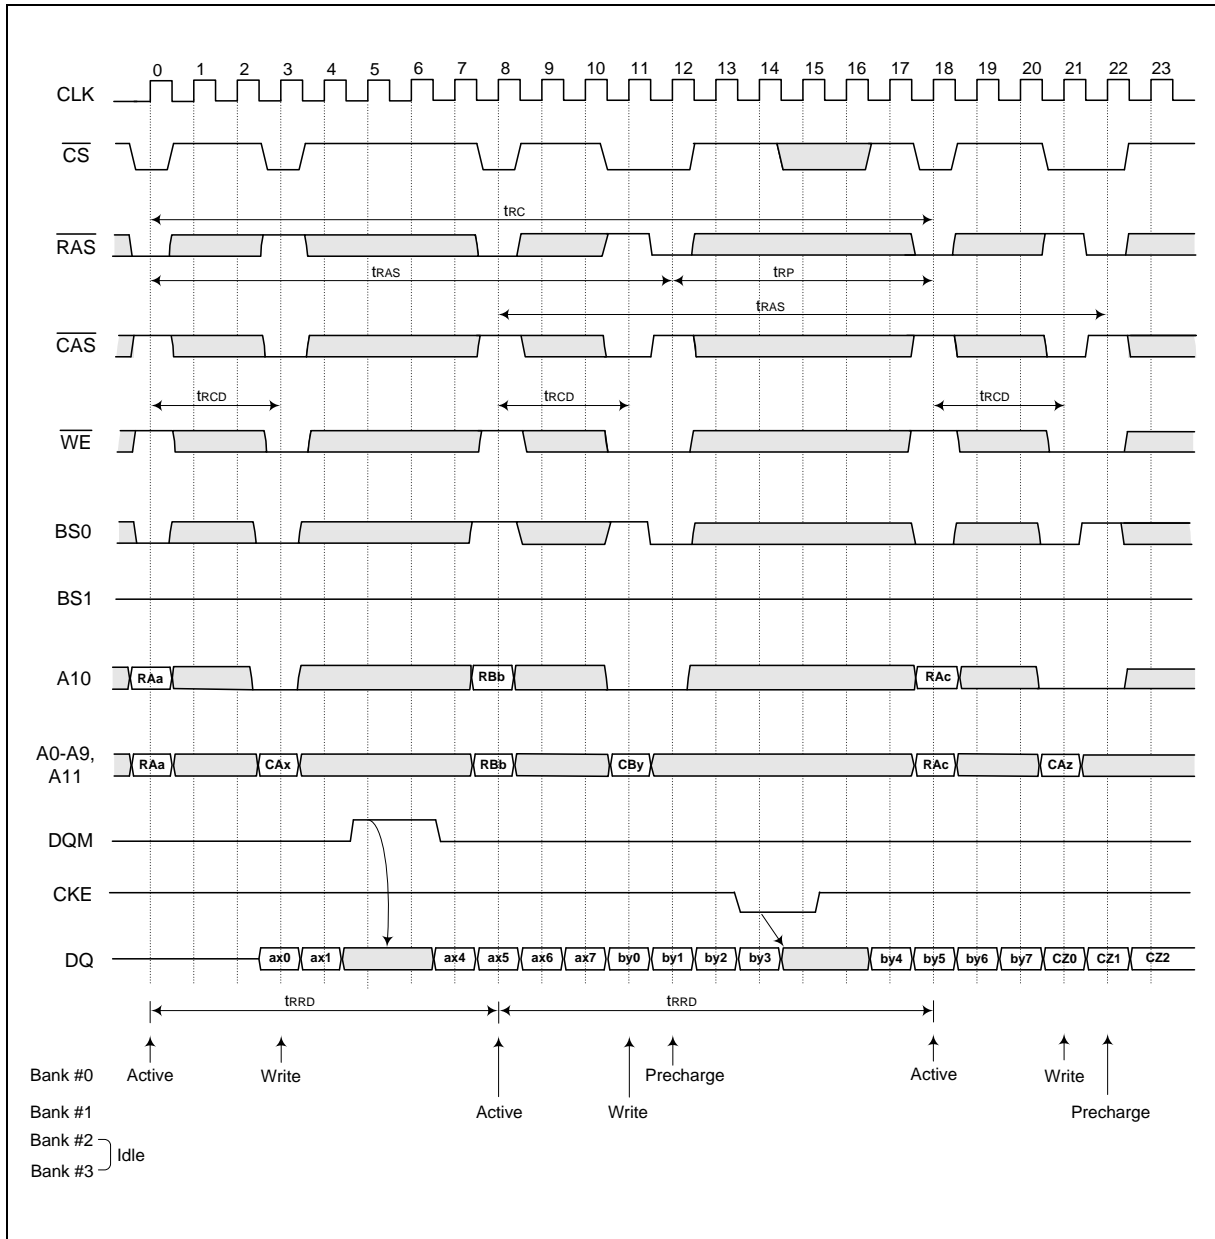 0 1 2 3 4 5 6 7 8 9 10 11 12 13 14 15 16 17 18 19 20 21 22 23
CLK
CS
tRC
RAS
tRAS tRP
tRAS
CAS
tRCD tRCD tRCD
WE
BS0
BS1
A10 RAa RBb RAc
A0-A9,
A11 RAa CAx RBb CBy RAc CAz
DQM
CKE
DQ ax0 ax1 ax4 ax5 ax6 ax7 by0 by1 by2 by3 by4 by5 by6 by7 CZ0 CZ1 CZ2
tRRD tRRD
Bank #0 Active Write Precharge Active Write
Bank #1 Active Write Precharge
Bank #2
Idle
Bank #3